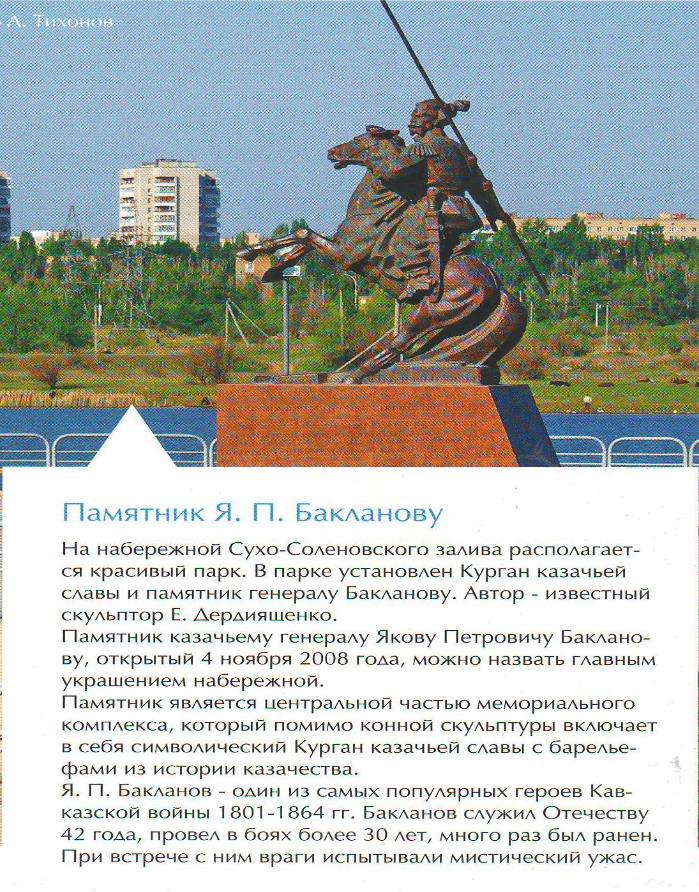 А. Тихонов
Памятник Я. П. Бакланову
На набережной Сухо-Соленовского залива располагает-
ся красивый парк. В парке установлен Курган казачьей
славы и памятник генералу Бакланову. Автор - известный
скульптор Е. Дердиященко.
Памятник казачьему генералу Якову Петровичу Баклано-
ву, открытый 4 ноября 2008 года, можно назвать главным
украшением набережной.
Памятник является центральной частью мемориального
комплекса, который помимо конной скульптуры включает
в себя символический Курган казачьей славы с барелье-
фами из истории казачества.
Я. П. Бакланов - один из самых популярных героев Кав-
казской войны 1801-1864 гг. Бакланов служил Отечеству
42 года, провел в боях более 30 лет, много раз был ранен.
При встрече с ним враги испытывали мистический ужас.